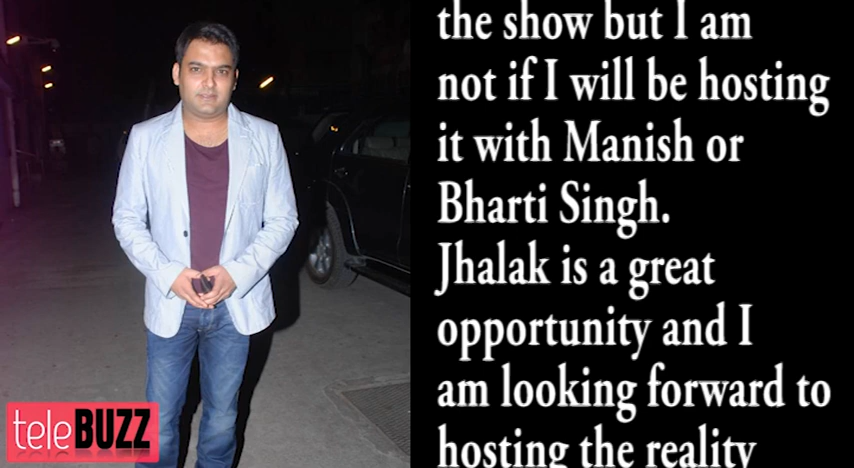 the show but I am
not if I will be hosting
it with Manish or
Bharti Singh.
Jhalak is a great
opportunity and I
am looking forward to
hosting the reality
teleBUZZ